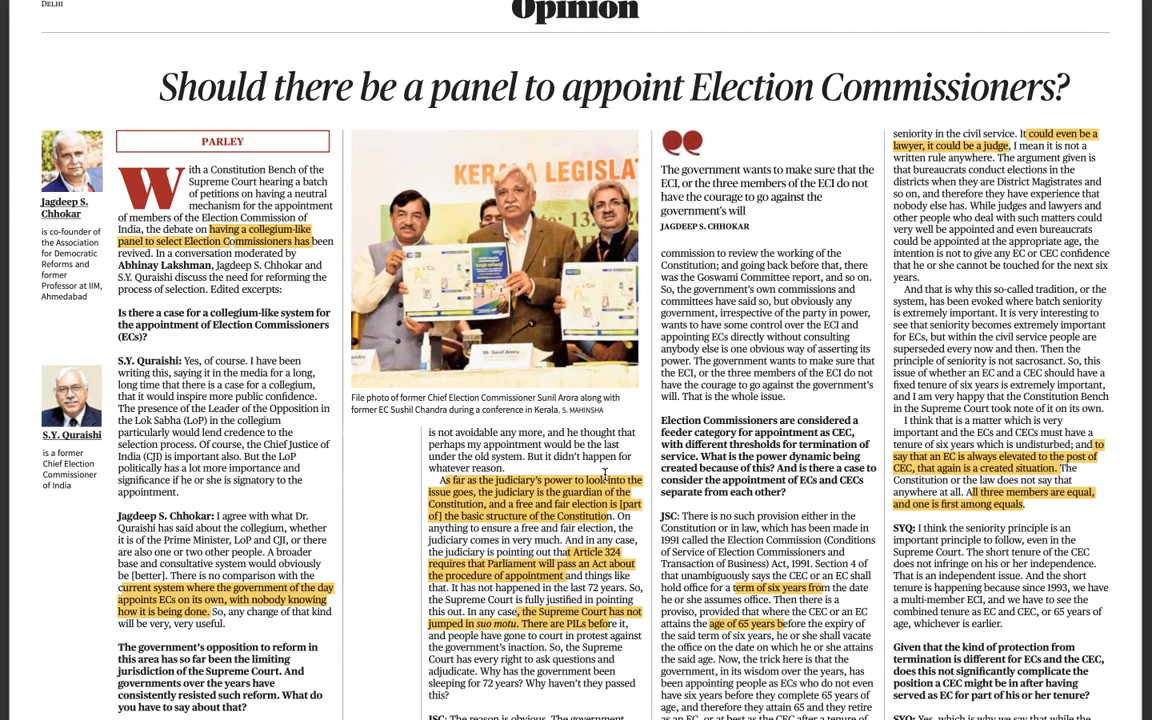 DELHI
Opinion
Should there be a panel to appoint Election Commissioners?
Jagdeep S.
Chhokar
is co-founder of
the Association
for Democratic
Reforms and
former
Professor at IIM,
Ahmedabad
S.Y. Quraishi
is a former
Chief Election
Commissioner
of India
PARLEY
With a Constitution Bench of the
Supreme Court hearing a batch
of petitions on having a neutral
mechanism for the appointment
of members of the Election Commission of
India, the debate on having a collegium-like
panel to select Election Commissioners has been
revived. In a conversation moderated by
Abhinay Lakshman, Jagdeep S. Chhokar and
S.Y. Quraishi discuss the need for reforming the
process of selection. Edited excerpts:
Is there a case for a collegium-like system for
the appointment of Election Commissioners
(ECs)?
S.Y. Quraishi: Yes, of course. I have been
writing this, saying it in the media for a long,
long time that there is a case for a collegium,
that it would inspire more public confidence.
The presence of the Leader of the Opposition in
the Lok Sabha (LoP) in the collegium
particularly would lend credence to the
selection process. Of course, the Chief Justice of
India (CJI) is important also. But the LoP
politically has a lot more importance and
significance if he or she is signatory to the
appointment.
Jagdeep S. Chhokar: I agree with what Dr.
Quraishi has said about the collegium, whether
it is of the Prime Minister, LoP and CJI, or there
are also one or two other people. A broader
base and consultative system would obviously
be [better]. There is no comparison with the
current system where the government of the day
appoints ECs on its own, with nobody knowing
how it is being done. So, any change of that kind
will be very, very useful.
The government's opposition to reform in
this area has so far been the limiting
jurisdiction of the Supreme Court. And
governments over the years have
consistently resisted such reform. What do
you have to say about that?
KERALA LEGISLAT
Sh. Sunil Arora
File photo of former Chief Election Commissioner Sunil Arora along with
former EC Sushil Chandra during a conference in Kerala. S. MAHINSHA
is not avoidable any more, and he thought that
perhaps my appointment would be the last
under the old system. But it didn't happen for
whatever reason.
As far as the judiciary's power to look into the
issue goes, the judiciary is the guardian of the
Constitution, and a free and fair election is [part
of] the basic structure of the Constitution. On
anything to ensure a free and fair election, the
judiciary comes in very much. And in any case,
the judiciary is pointing out that Article 324
requires that Parliament will pass an Act about
the procedure of appointment and things like
that. It has not happened in the last 72 years. So,
the Supreme Court is fully justified in pointing
this out. In any case, the Supreme Court has not
jumped in suo motu. There are PILs before it,
and people have gone to court in protest against
the government's inaction. So, the Supreme
Court has every right to ask questions and
adjudicate. Why has the government been
sleeping for 72 years? Why haven't they passed
this?
JSC: The reason is obvious. The government
The government wants to make sure that the
ECI, or the three members of the ECI do not
have the courage to go against the
government's will
JAGDEEP S. CHHOKAR
commission to review the working of the
Constitution; and going back before that, there
was the Goswami Committee report, and so on.
So, the government's own commissions and
committees have said so, but obviously any
government, irrespective of the party in power,
wants to have some control over the ECI and
appointing ECs directly without consulting
anybody else is one obvious way of asserting its
power. The government wants to make sure that
the ECI, or the three members of the ECI do not
have the courage to go against the government's
will. That is the whole issue.
Election Commissioners are considered a
feeder category for appointment as CEC,
with different thresholds for termination of
service. What is the power dynamic being
created because of this? And is there a case to
consider the appointment of ECs and CECs
separate from each other?
JSC: There is no such provision either in the
Constitution or in law, which has been made in
1991 called the Election Commission (Conditions
of Service of Election Commissioners and
Transaction of Business) Act, 1991. Section 4 of
that unambiguously says the CEC or an EC shall
hold office for a term of six years from the date
he or she assumes office. Then there is a
proviso, provided that where the CEC or an EC
attains the age of 65 years before the expiry of
the said term of six years, he or she shall vacate
the office on the date on which he or she attains
the said age. Now, the trick here is that the
government, in its wisdom over the years, has
been appointing people as ECs who do not even
have six years before they complete 65 years of
age, and therefore they attain 65 and they retire
as an EC, or at best as the CEC after a tenure of
seniority in the civil service. It could even be a
lawyer, it could be a judge, I mean it is not a
written rule anywhere. The argument given is
that bureaucrats conduct elections in the
districts when they are District Magistrates and
so on, and therefore they have experience that
nobody else has. While judges and lawyers and
other people who deal with such matters could
very well be appointed and even bureaucrats
could be appointed at the appropriate age, the
intention is not to give any EC or CEC confidence
that he or she cannot be touched for the next six
years.
And that is why this so-called tradition, or the
system, has been evoked where batch seniority
is extremely important. It is very interesting to
see that seniority becomes extremely important
for ECs, but within the civil service people are
superseded every now and then. Then the
principle of seniority is not sacrosanct. So, this
issue of whether an EC and a CEC should have a
fixed tenure of six years is extremely important,
and I am very happy that the Constitution Bench
in the Supreme Court took note of it on its own.
I think that is a matter which is very
important and the ECs and CECs must have a
tenure of six years which is undisturbed; and to
say that an EC is always elevated to the post of
CEC, that again is a created situation. The
Constitution or the law does not say that
anywhere at all. All three members are equal,
and one is first among equals.
SYQ: I think the seniority principle is an
important principle to follow, even in the
Supreme Court. The short tenure of the CEC
does not infringe on his or her independence.
That is an independent issue. And the short
tenure is happening because since 1993, we have
a multi-member ECI, and we have to see the
combined tenure as EC and CEC, or 65 years of
age, whichever is earlier.
Given that the kind of protection from
termination is different for ECs and the CEC,
does this not significantly complicate the
position a CEC might be in after having
served as EC for part of his or her tenure?
SYQ: Yes, which is why we say that while the